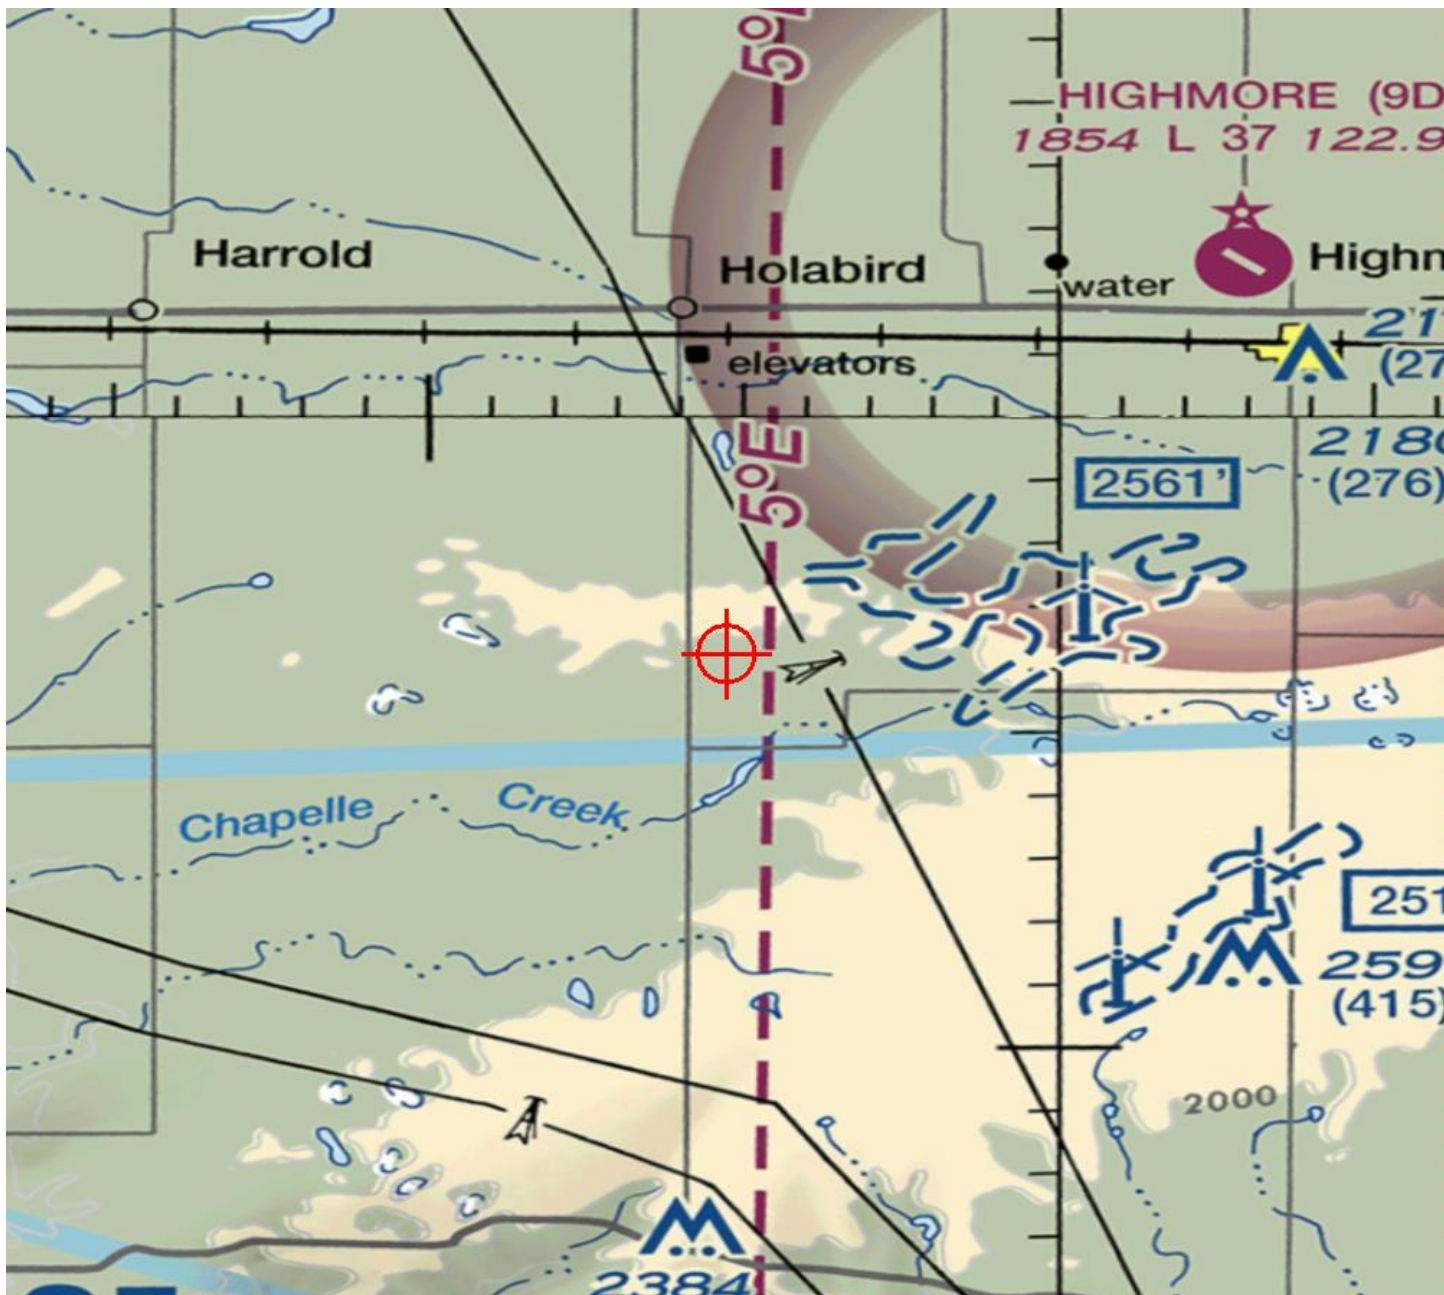 5°
HIGHMORE (9D
1854 L 37 122.9
Harrold
Holabird
water
Highm
elevators
21
(27
5°E
2561'
218
(276)
Chapelle Creek
251
259
(415)
2000
2384